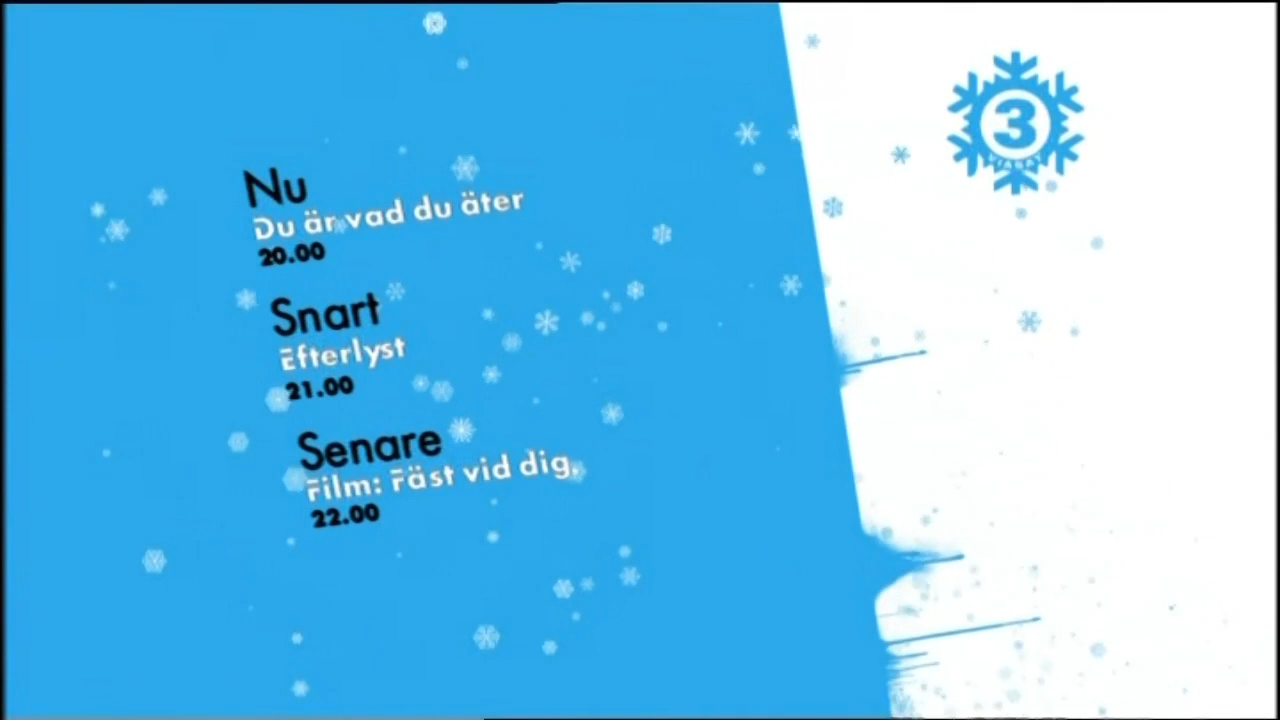 3
VIASAT
Nu
Du är vad du äter
20.00
Snart
Efterlyst
21.00
Senare
Film: Fäst vid dig,
22.00